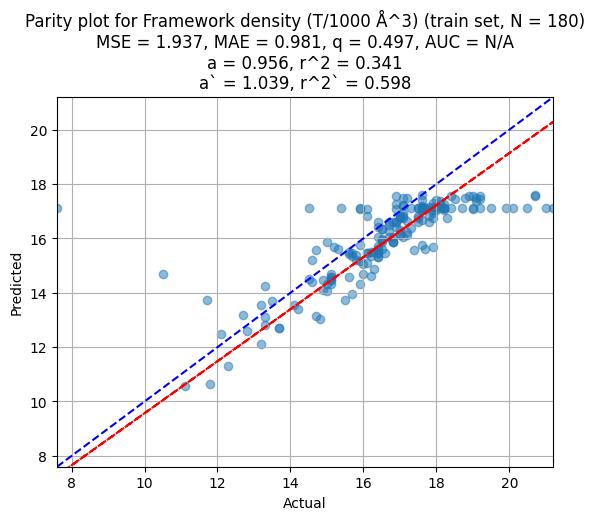 Parity plot for Framework density (T/1000 Å^3) (train set, N = 180)
MSE = 1.937, MAE = 0.981, q = 0.497, AUC = N/A
a = 0.956, r^2 = 0.341
a` = 1.039, r^2` = 0.598
20
18
16
14
12
10
8
Predicted
8 10 12 14 16 18 20
Actual